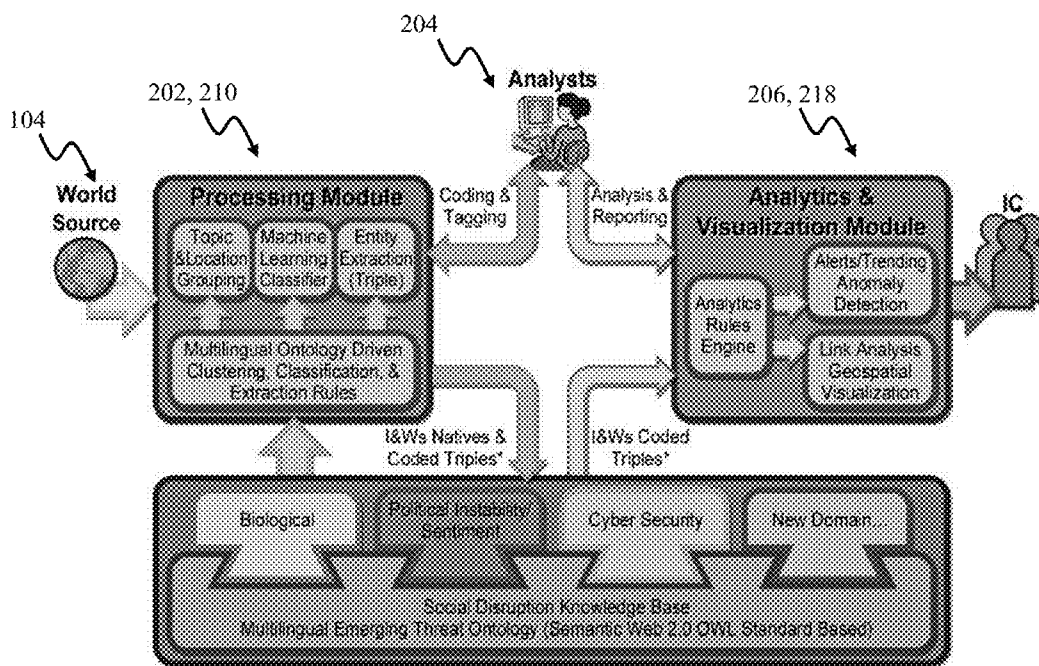 204
Analysts
202, 210
206, 218
104
World
Source
Processing Module
Topic
&Location
Grouping
Machine
Learning
Classifier
Entity
Extraction
(Triple)
Multilingual Ontology Driven
Clustering, Classification, &
Extraction Rules
Coding &
Tagging
Analysis &
Reporting
Analytics &
Visualization Module
Analytics
Rules
Engine
Alerts/Trending
Anomaly
Detection
Link Analysis
Geospatial
Visualization
IC
I&Ws Natives &
Coded Triples*
I&Ws Coded
Triples*
Biological
Political Instability/
Sentiment
Cyber Security
New Domain...
Social Disruption Knowledge Base
Multilingual Emerging Threat Ontology (Semantic Web 2.0 OWL Standard Based)